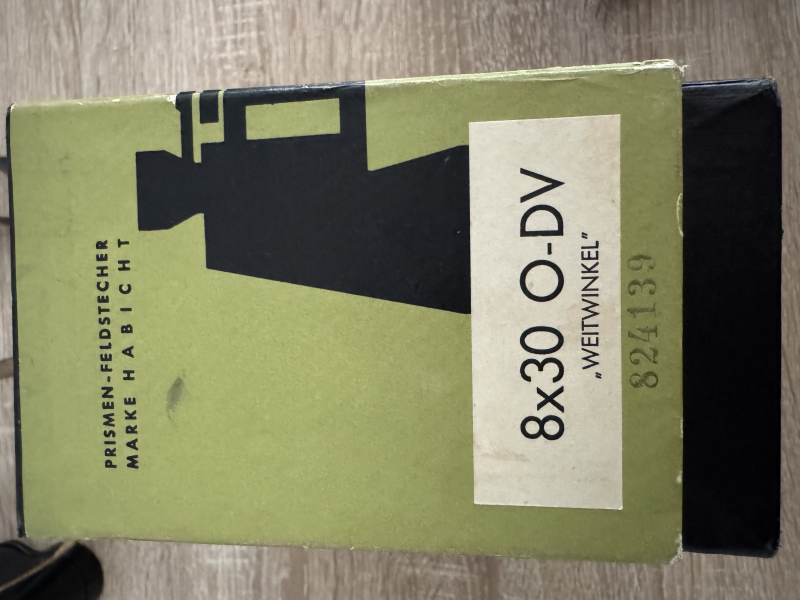 PRISMEN-FELDSTECHER
MARKE HABICHT
8x30 O-DV
„WEITWINKEL”
824139